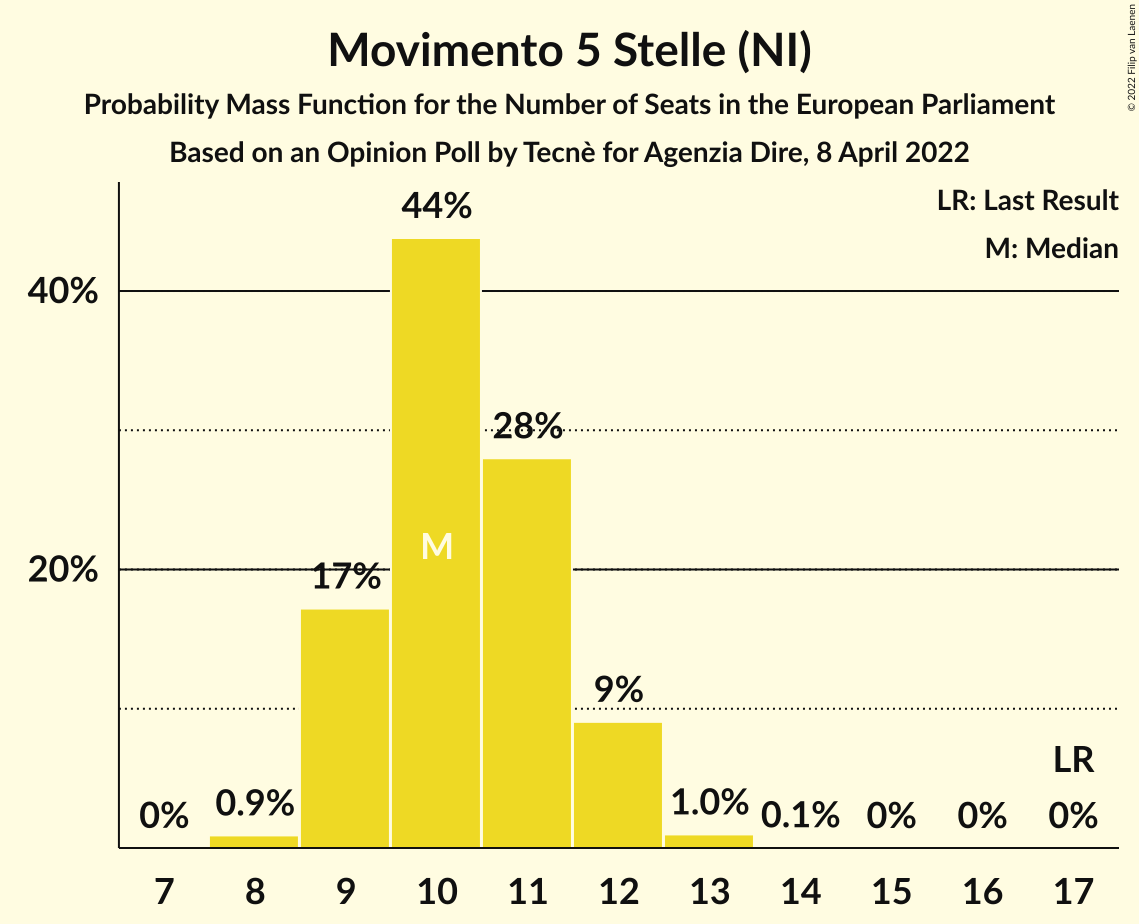 Movimento 5 Stelle (NI)
Probability Mass Function for the Number of Seats in the European Parliament
Based on an Opinion Poll by Tecnè for Agenzia Dire, 8 April 2022
© 2022 Filip van Laenen
LR: Last Result
M: Median
44%
40%
28%
M
20%
17%
9%
LR
0% 0.9% 1.0% 0.1% 0% 0% 0%
7 8 9 10 11 12 13 14 15 16 17